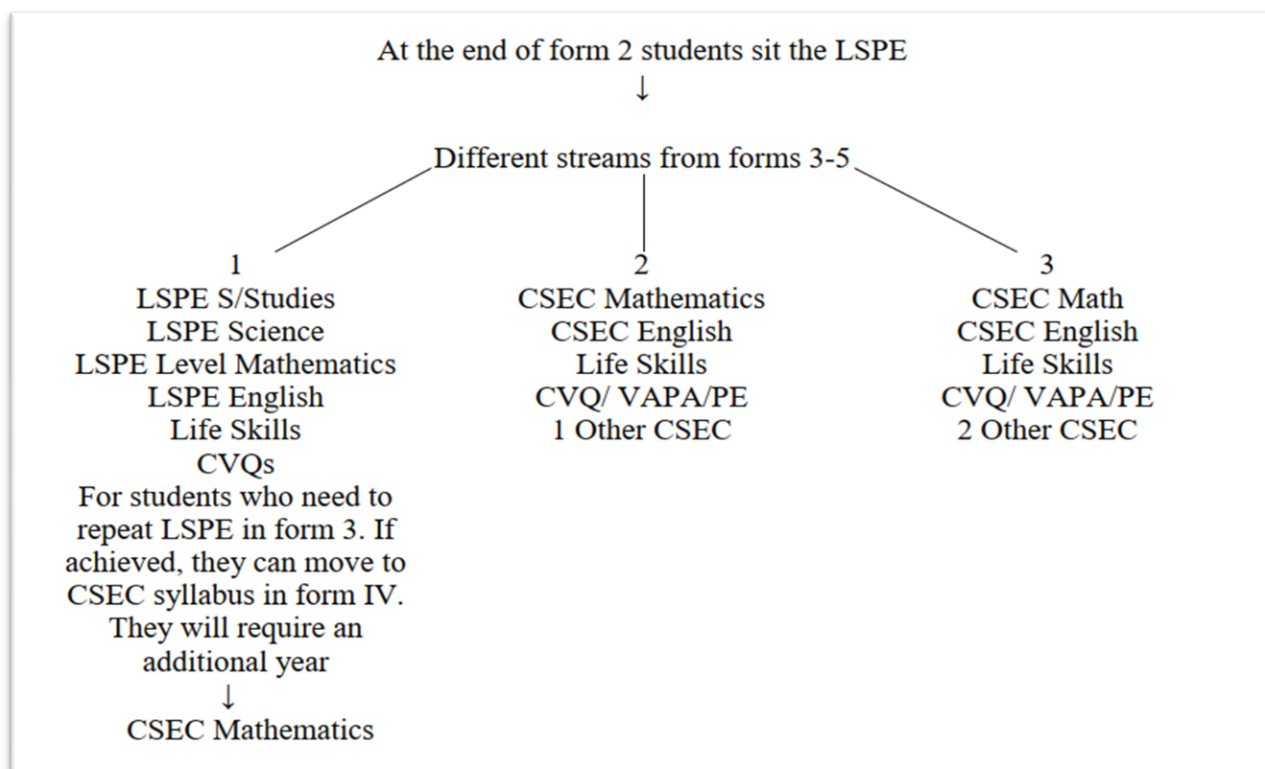 At the end of form 2 students sit the LSPE
↓
Different streams from forms 3-5
1
LSPE S/Studies
LSPE Science
LSPE Level Mathematics
LSPE English
Life Skills
CVQs
For students who need to
repeat LSPE in form 3. If
achieved, they can move to
CSEC syllabus in form IV.
They will require an
additional year
↓
CSEC Mathematics
2
CSEC Mathematics
CSEC English
Life Skills
CVQ/ VAPA/PE
1 Other CSEC
3
CSEC Math
CSEC English
Life Skills
CVQ/ VAPA/PE
2 Other CSEC